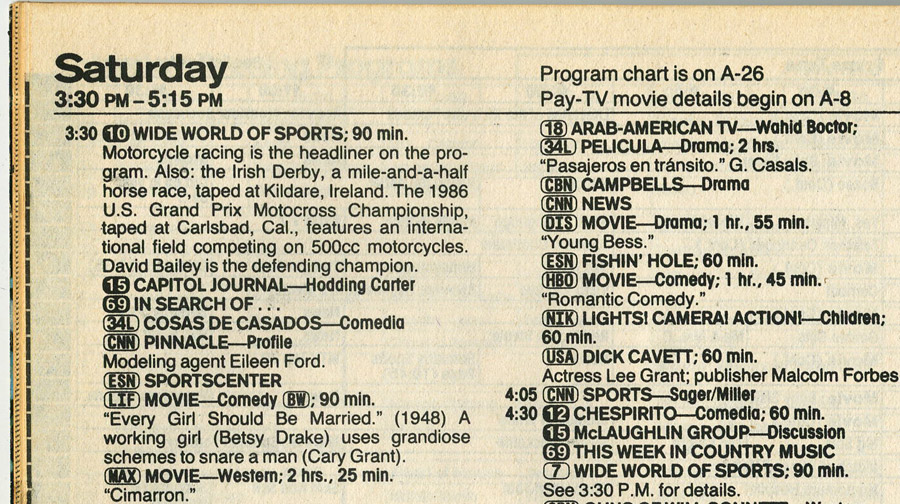 Saturday
3:30 PM – 5:15 PM
3:30 10 WIDE WORLD OF SPORTS; 90 min.
Motorcycle racing is the headliner on the pro-
gram. Also: the Irish Derby, a mile-and-a-half
horse race, taped at Kildare, Ireland. The 1986
U.S. Grand Prix Motocross Championship,
taped at Carlsbad, Cal., features an interna-
tional field competing on 500cc motorcycles.
David Bailey is the defending champion.
15 CAPITOL JOURNAL—Hodding Carter
69 IN SEARCH OF . . .
34L COSAS DE CASADOS—Comedia
CNN PINNACLE—Profile
Modeling agent Eileen Ford.
ESN SPORTSCENTER
LIF MOVIE—Comedy BW; 90 min.
“Every Girl Should Be Married.” (1948) A
working girl (Betsy Drake) uses grandiose
schemes to snare a man (Cary Grant).
MAX MOVIE—Western; 2 hrs., 25 min.
“Cimarron.”
Program chart is on A-26
Pay-TV movie details begin on A-8
18 ARAB-AMERICAN TV—Wahid Boctor;
34L PELICULA—Drama; 2 hrs.
“Pasajeros en tránsito.” G. Casals.
CBN CAMPBELLS—Drama
CNN NEWS
DIS MOVIE—Drama; 1 hr., 55 min.
“Young Bess.”
ESN FISHIN’ HOLE; 60 min.
HBO MOVIE—Comedy; 1 hr., 45 min.
“Romantic Comedy.”
NIK LIGHTS! CAMERA! ACTION!—Children;
60 min.
USA DICK CAVETT; 60 min.
Actress Lee Grant; publisher Malcolm Forbes
4:05 CNN SPORTS—Sager/Miller
4:30 12 CHESPIRITO—Comedia; 60 min.
15 McLAUGHLIN GROUP—Discussion
69 THIS WEEK IN COUNTRY MUSIC
7 WIDE WORLD OF SPORTS; 90 min.
See 3:30 P.M. for details.